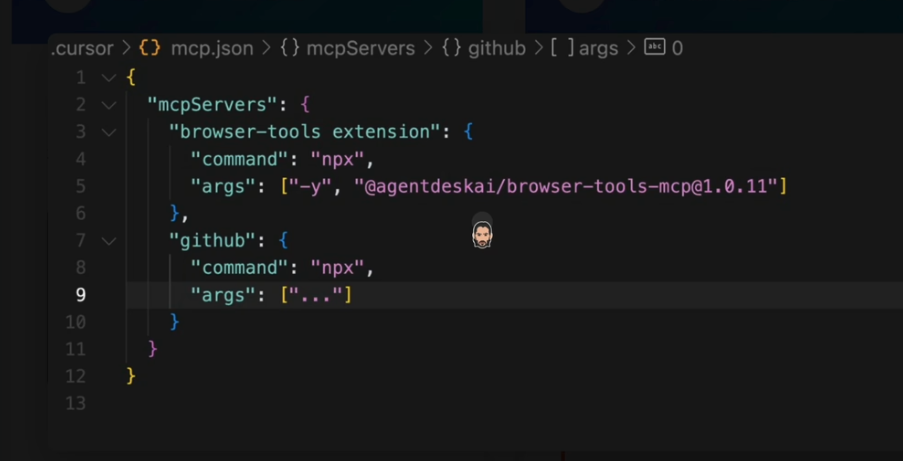 .cursor > {} mcp.json > {} mcpServers > {} github > [ ] args > abc 0
1 {
2 "mcpServers": {
3 "browser-tools extension": {
4 "command": "npx",
5 "args": ["-y", "@agentdeskai/browser-tools-mcp@1.0.11"]
6 },
7 "github": {
8 "command": "npx",
9 "args": ["..."]
10 }
11 }
12 }
13